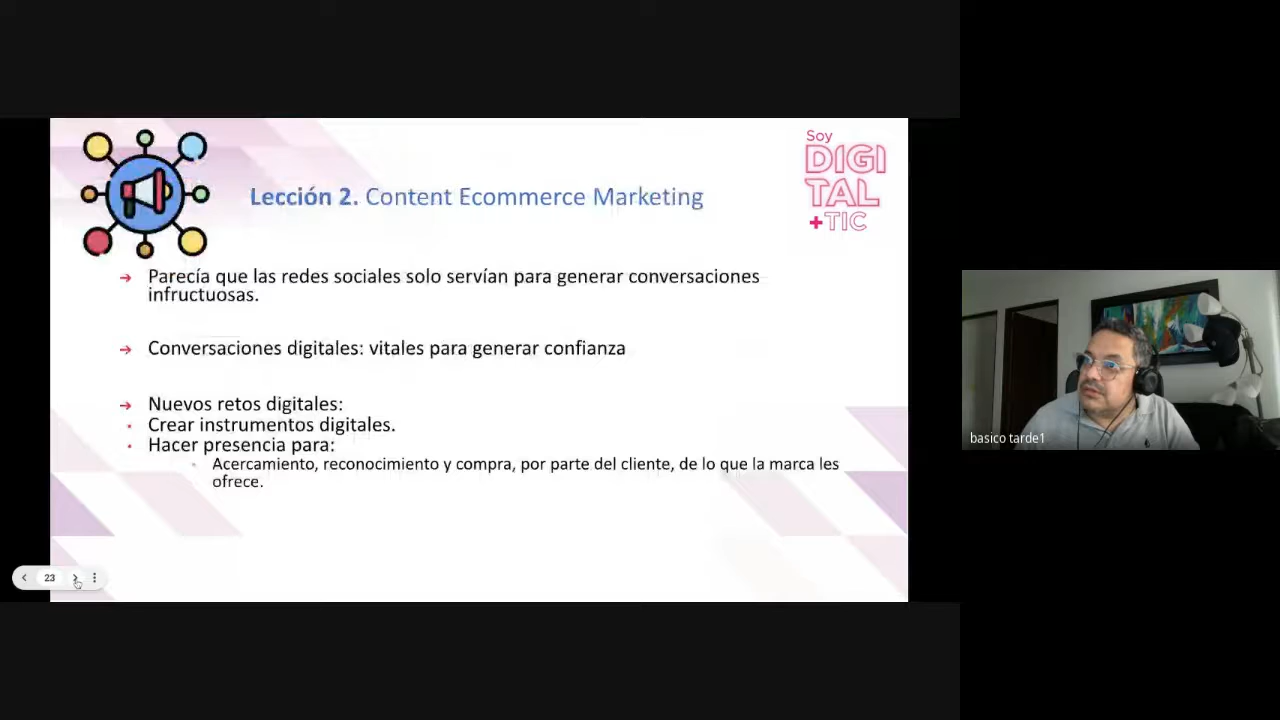 Soy
DIGI
TAL
+TIC
Lección 2. Content Ecommerce Marketing
Parecía que las redes sociales solo servían para generar conversaciones
infructuosas.
Conversaciones digitales: vitales para generar confianza
Nuevos retos digitales:
Crear instrumentos digitales.
Hacer presencia para:
Acercamiento, reconocimiento y compra, por parte del cliente, de lo que la marca les
ofrece.
basico tarde1
23